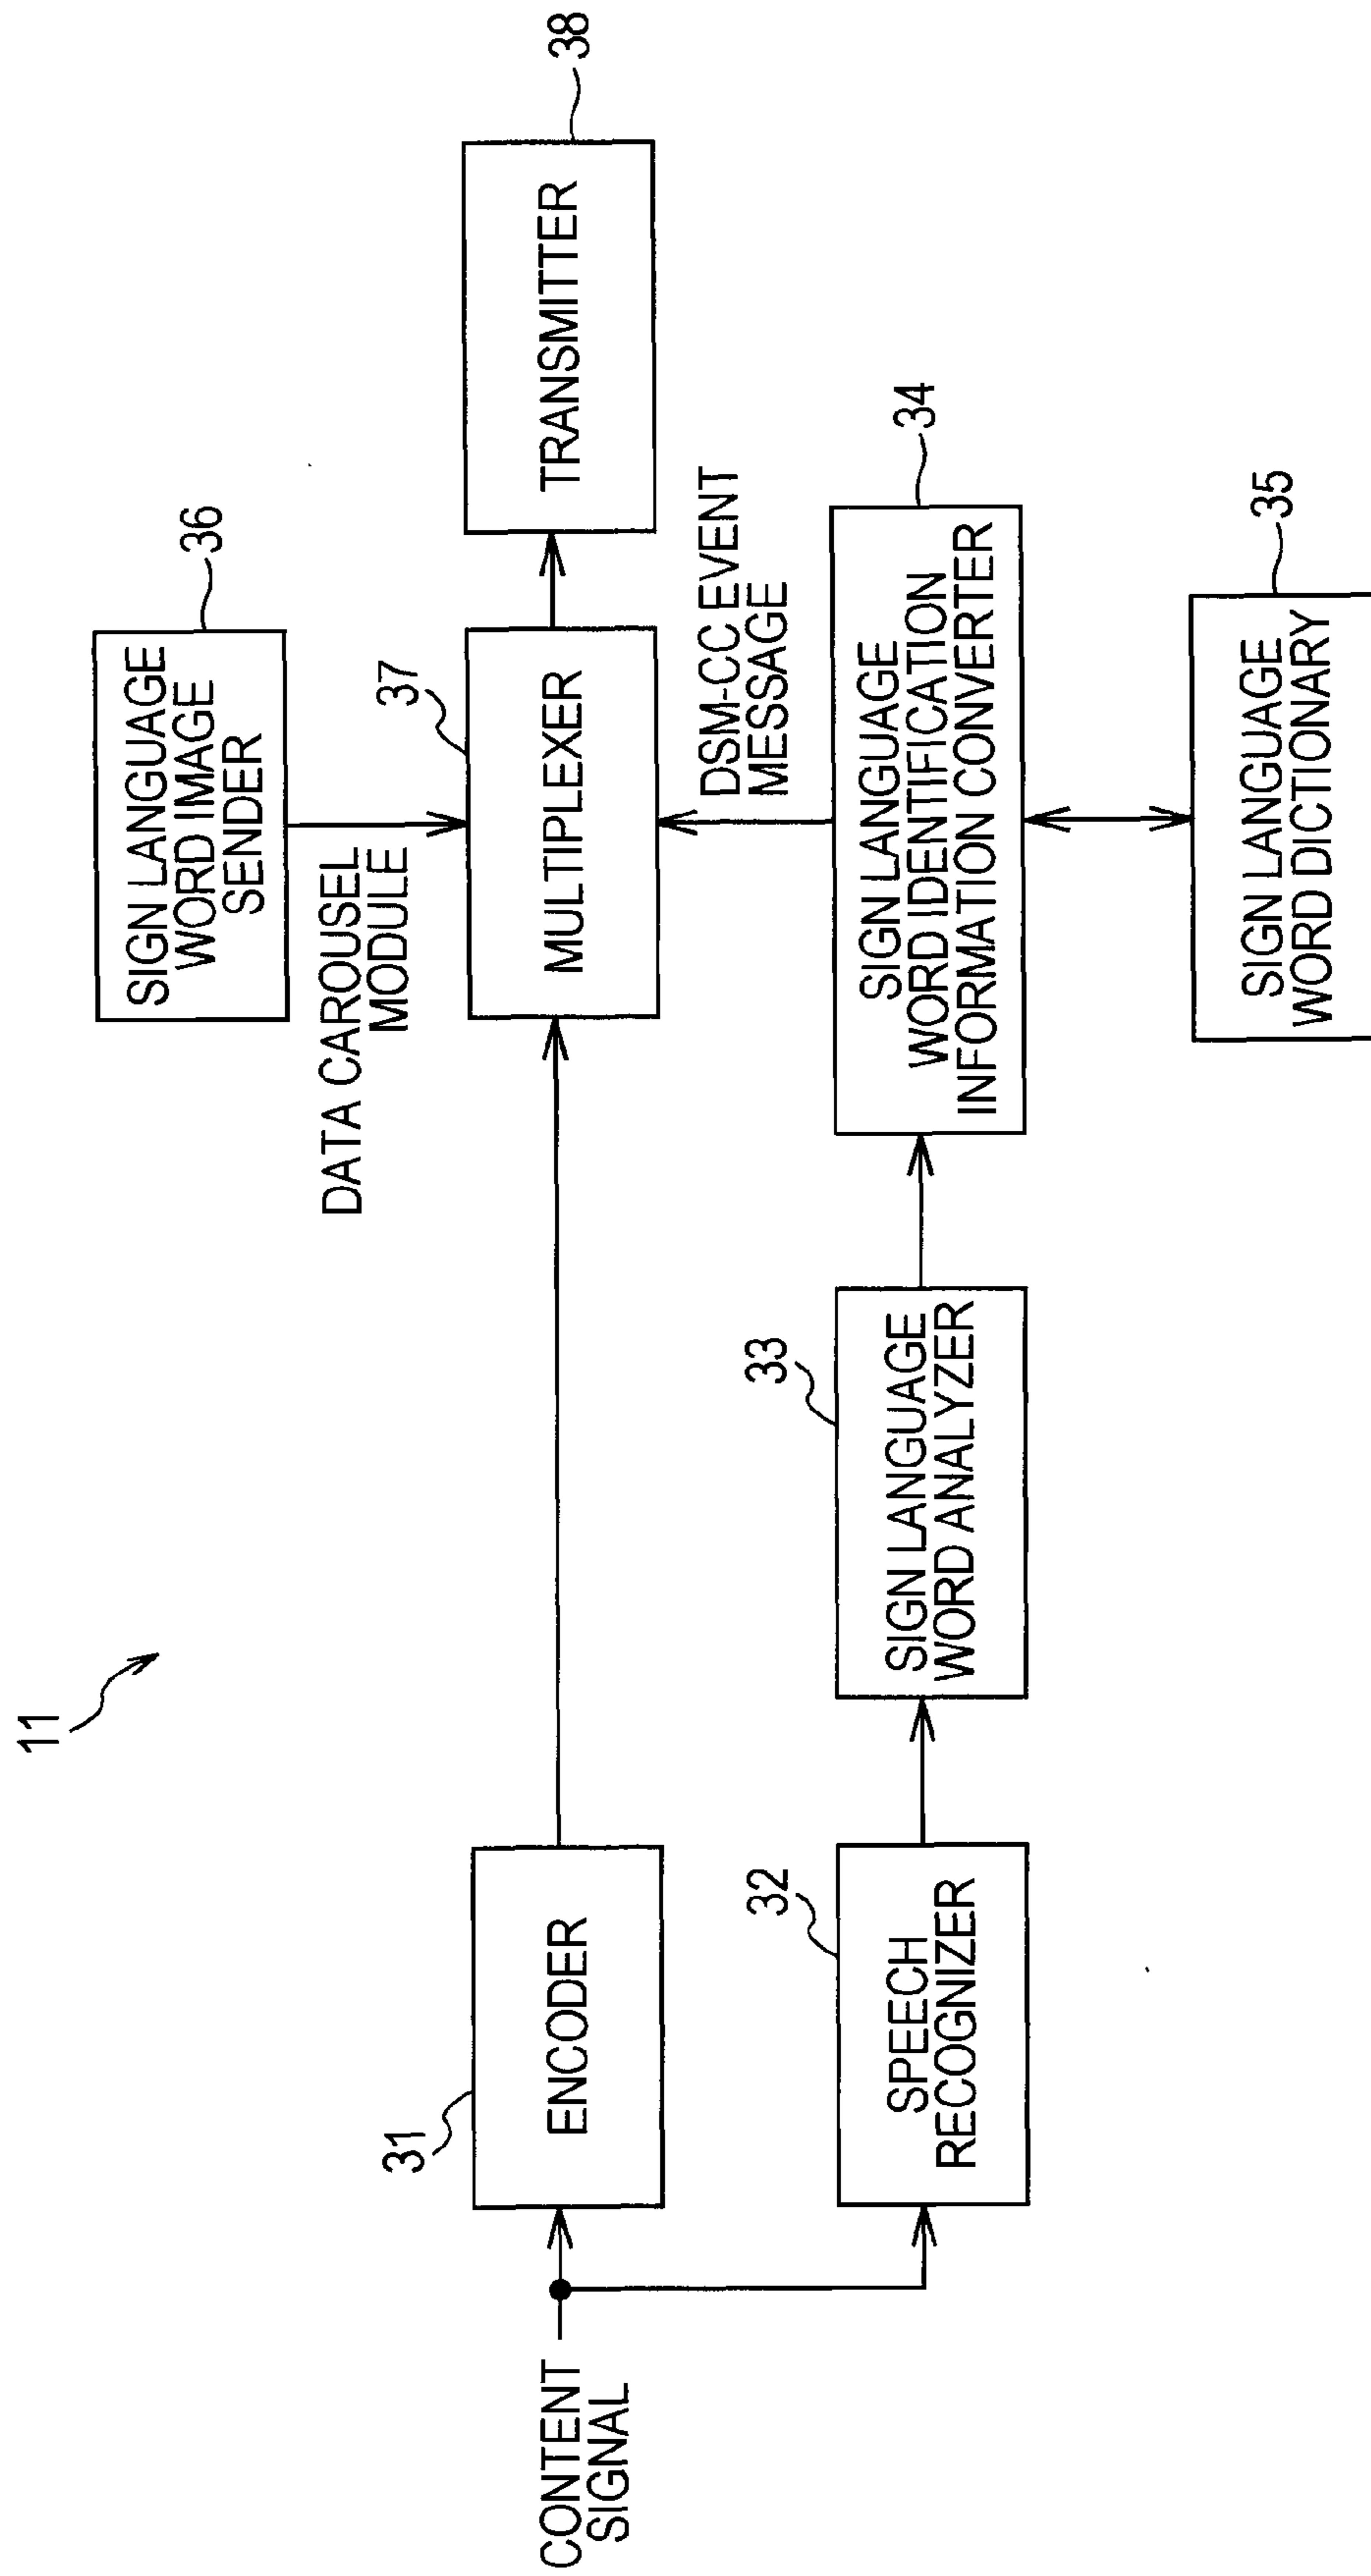 11
36
SIGN LANGUAGE
WORD IMAGE
SENDER
DATA CAROUSEL
MODULE
CONTENT
SIGNAL
31
ENCODER
37
MULTIPLEXER
38
TRANSMITTER
DSM-CC EVENT
MESSAGE
32
SPEECH
RECOGNIZER
33
SIGN LANGUAGE
WORD ANALYZER
34
SIGN LANGUAGE
WORD IDENTIFICATION
INFORMATION CONVERTER
35
SIGN LANGUAGE
WORD DICTIONARY